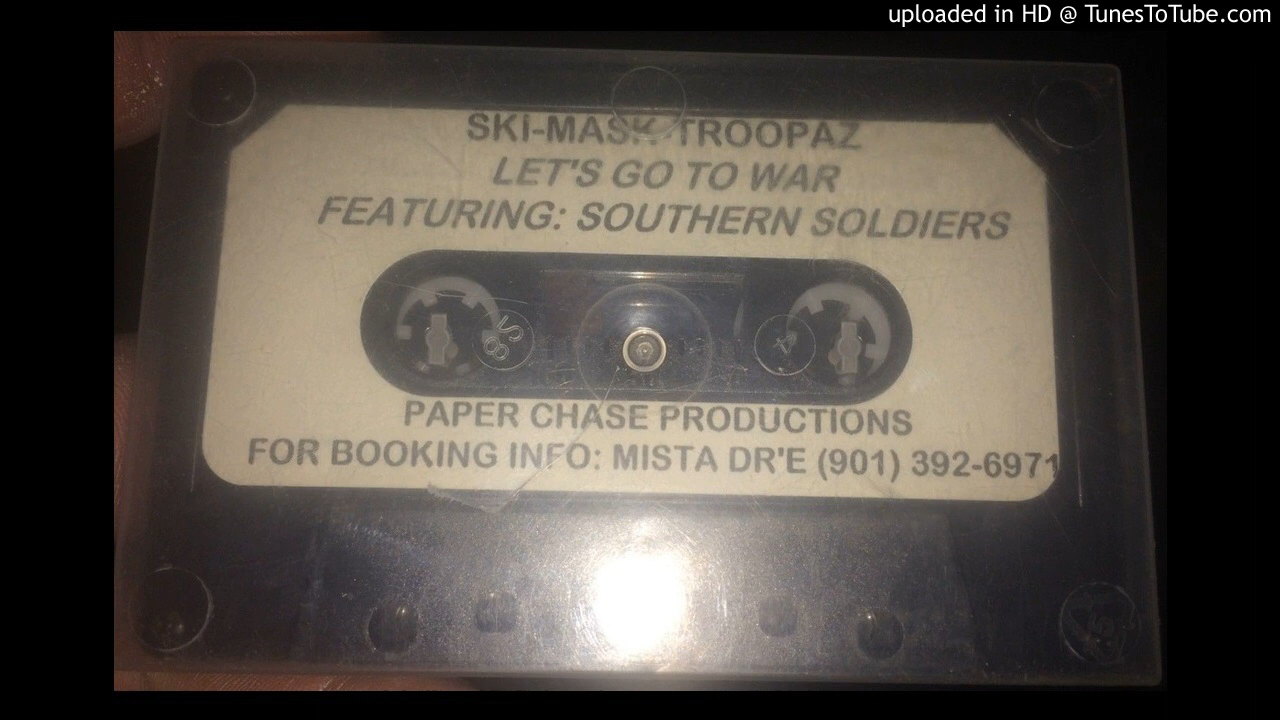 uploaded in HD @ TunesToTube.com
SKI-MASK TROOPAZ
LET'S GO TO WAR
FEATURING: SOUTHERN SOLDIERS
PAPER CHASE PRODUCTIONS
FOR BOOKING INFO: MISTA DR'E (901) 392-6971